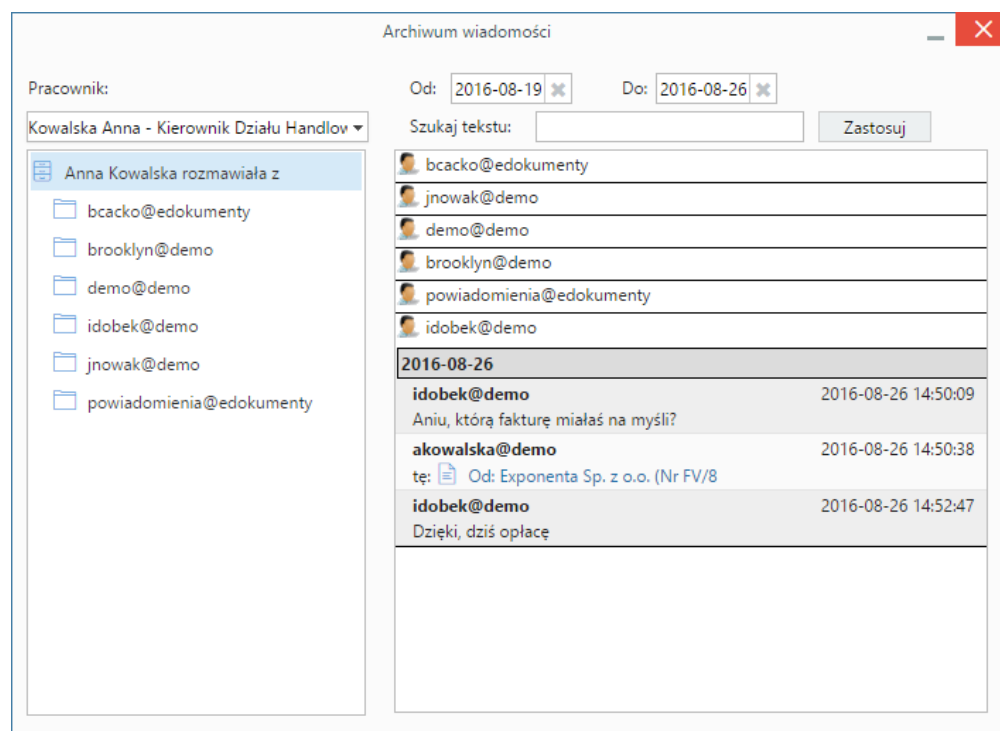 Archiwum wiadomości
Pracownik:
Od: 2016-08-19 Do: 2016-08-26
Kowalska Anna - Kierownik Działu Handlow
Szukaj tekstu: Zastosuj
Anna Kowalska rozmawiała z
bcacko@edokumenty
brooklyn@demo
demo@demo
idobek@demo
jnowak@demo
powiadomienia@edokumenty
bcacko@edokumenty
jnowak@demo
demo@demo
brooklyn@demo
powiadomienia@edokumenty
idobek@demo
2016-08-26
idobek@demo 2016-08-26 14:50:09
Aniu, którą fakturę miałaś na myśli?
akowalska@demo 2016-08-26 14:50:38
tę: Od: Exponenta Sp. z o.o. (Nr FV/8
idobek@demo 2016-08-26 14:52:47
Dzięki, dziś opłacę